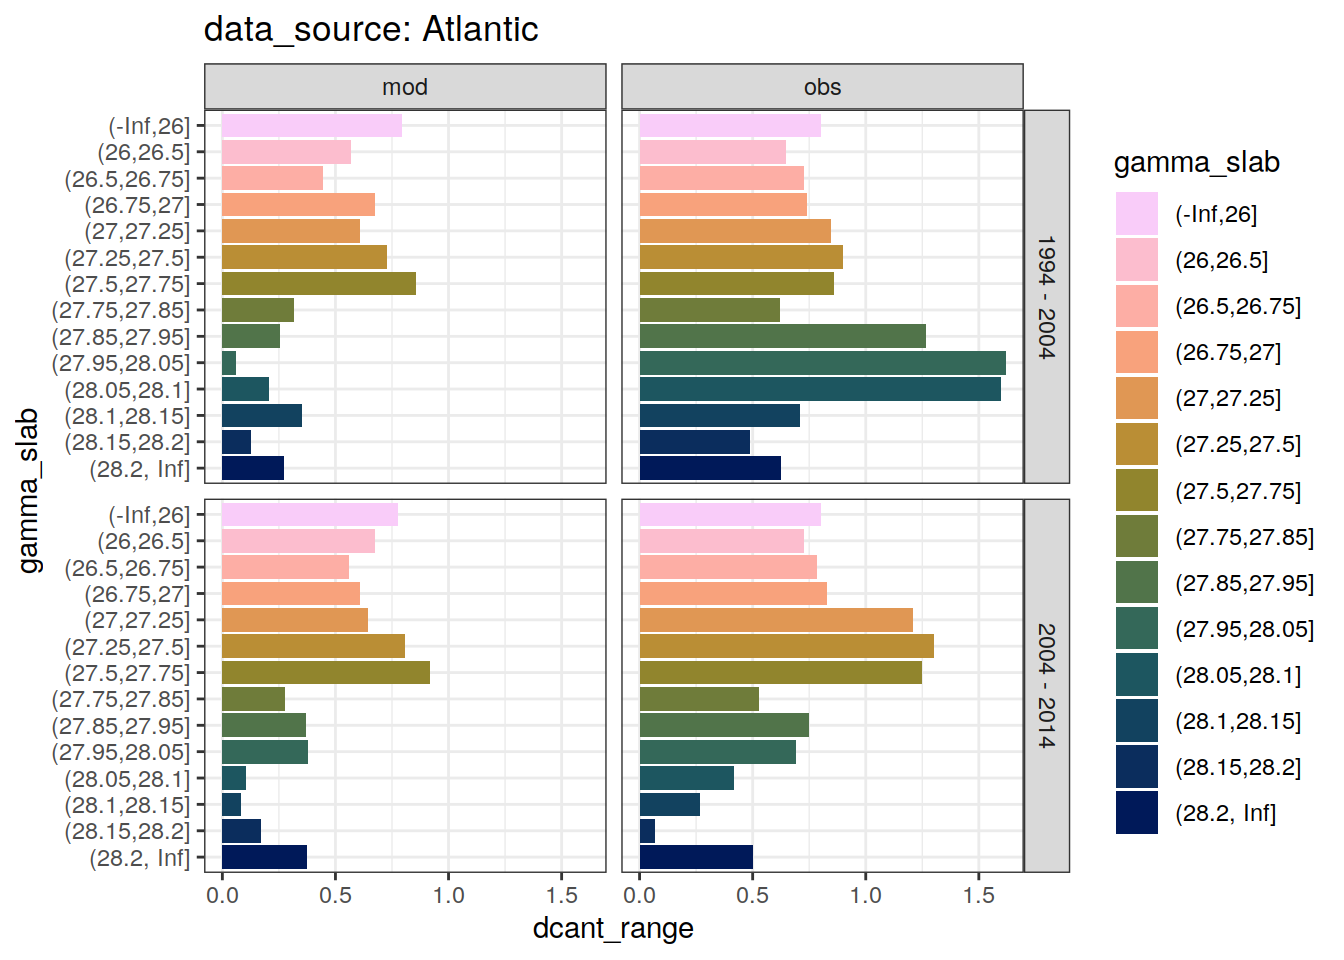 data_source: Atlantic
mod
obs
(-Inf,26]
(26,26.5]
(26.5,26.75]
(26.75,27]
(27,27.25]
(27.25,27.5]
(27.5,27.75]
(27.75,27.85]
(27.85,27.95]
(27.95,28.05]
(28.05,28.1]
(28.1,28.15]
(28.15,28.2]
(28.2, Inf]
1994 - 2004
(-Inf,26]
(26,26.5]
(26.5,26.75]
(26.75,27]
(27,27.25]
(27.25,27.5]
(27.5,27.75]
(27.75,27.85]
(27.85,27.95]
(27.95,28.05]
(28.05,28.1]
(28.1,28.15]
(28.15,28.2]
(28.2, Inf]
2004 - 2014
gamma_slab
0.0 0.5 1.0 1.5
0.0 0.5 1.0 1.5
dcant_range
gamma_slab
(-Inf,26]
(26,26.5]
(26.5,26.75]
(26.75,27]
(27,27.25]
(27.25,27.5]
(27.5,27.75]
(27.75,27.85]
(27.85,27.95]
(27.95,28.05]
(28.05,28.1]
(28.1,28.15]
(28.15,28.2]
(28.2, Inf]